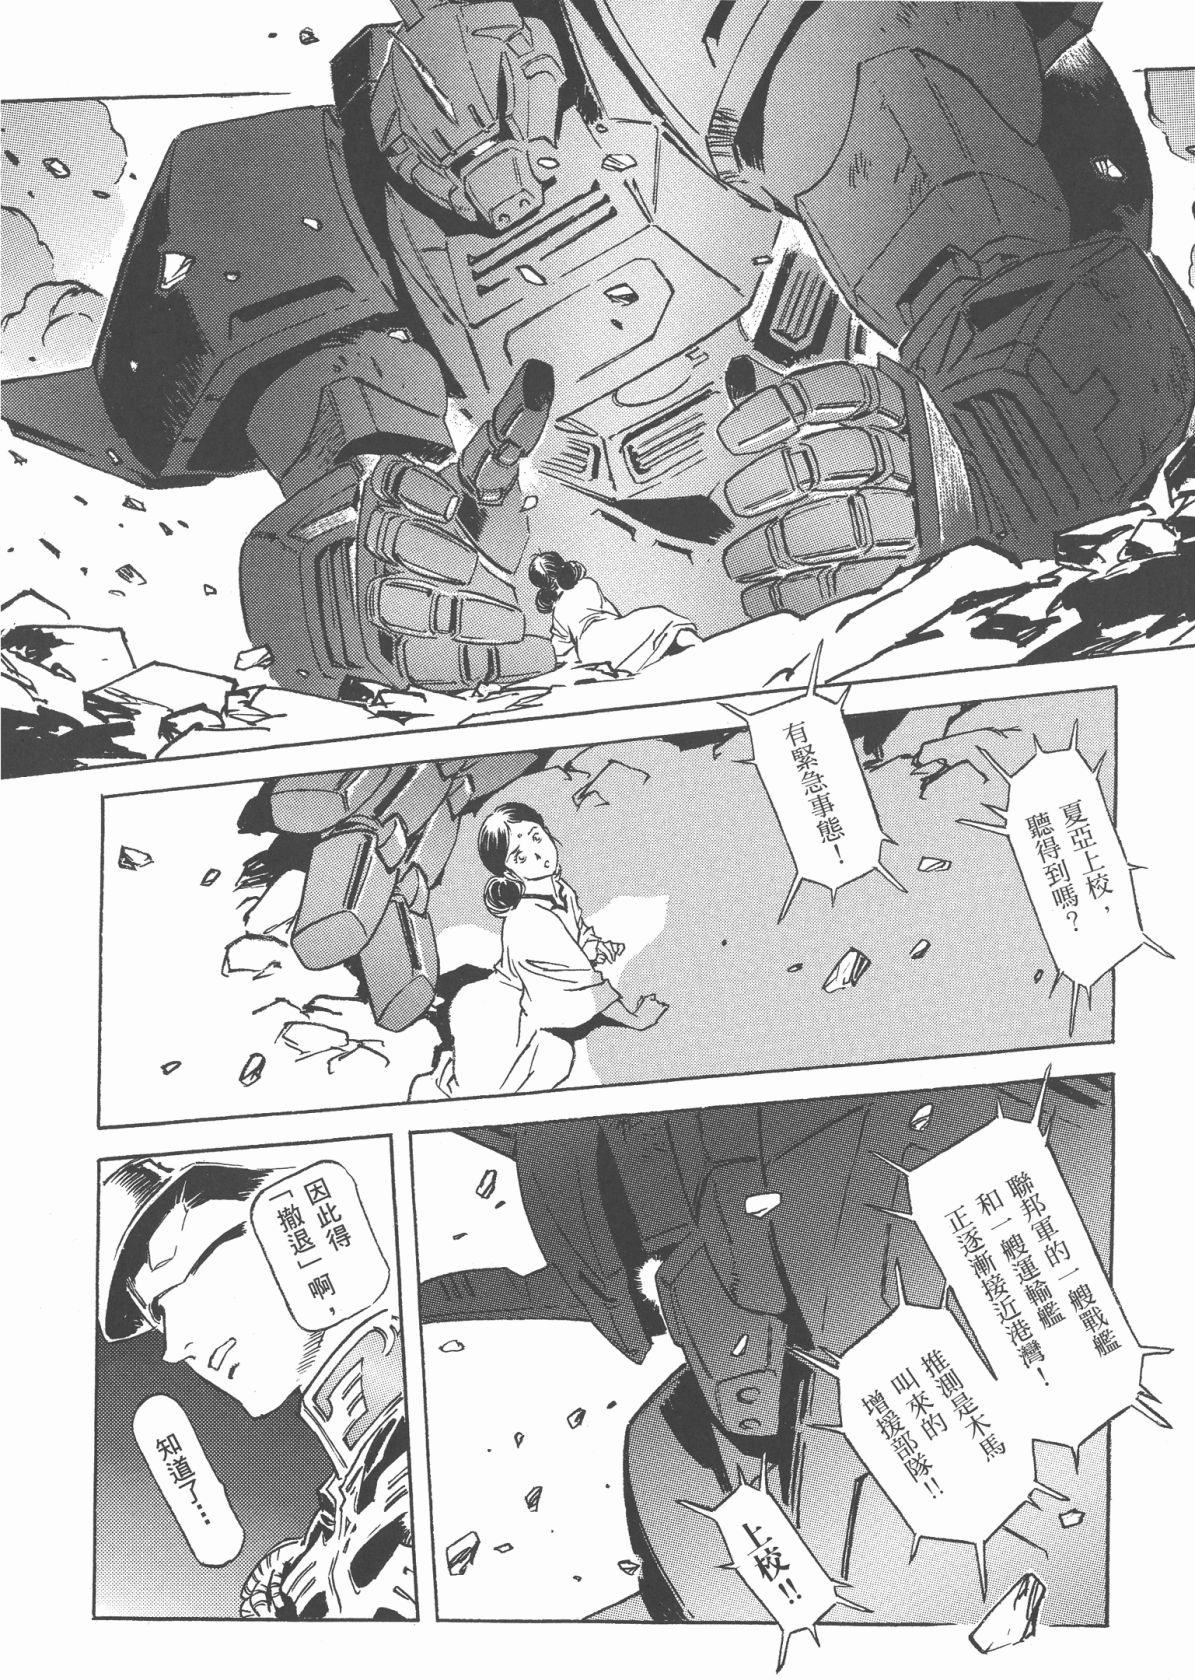 夏亞上校，
聽得到嗎？
有緊急事態！
聯邦軍的一艘戰艦
和一艘運輸艦
正逐漸接近港灣！
推測是木馬
叫來的
增援部隊！！
上校！！
因此得
「撤退」啊，
知道了…